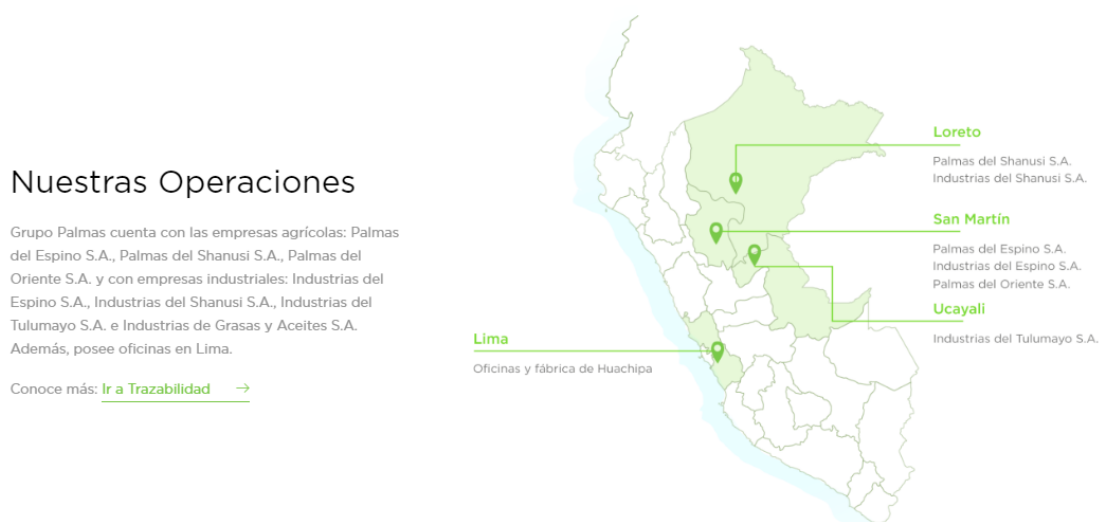 Nuestras Operaciones
Grupo Palmas cuenta con las empresas agrícolas: Palmas
del Espino S.A., Palmas del Shanusi S.A., Palmas del
Oriente S.A. y con empresas industriales: Industrias del
Espino S.A., Industrias del Shanusi S.A., Industrias del
Tulumayo S.A. e Industrias de Grasas y Aceites S.A.
Además, posee oficinas en Lima.
Conoce más: Ir a Trazabilidad →
Loreto
Palmas del Shanusi S.A.
Industrias del Shanusi S.A.
San Martín
Palmas del Espino S.A.
Industrias del Espino S.A.
Palmas del Oriente S.A.
Ucayali
Industrias del Tulumayo S.A.
Lima
Oficinas y fábrica de Huachipa